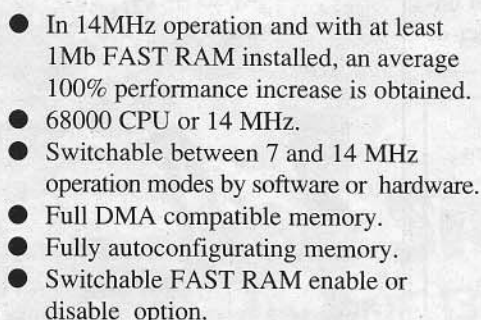 ● In 14MHz operation and with at least
1Mb FAST RAM installed, an average
100% performance increase is obtained.
● 68000 CPU or 14 MHz.
● Switchable between 7 and 14 MHz
operation modes by software or hardware.
● Full DMA compatible memory.
● Fully autoconfigurating memory.
● Switchable FAST RAM enable or
disable option.